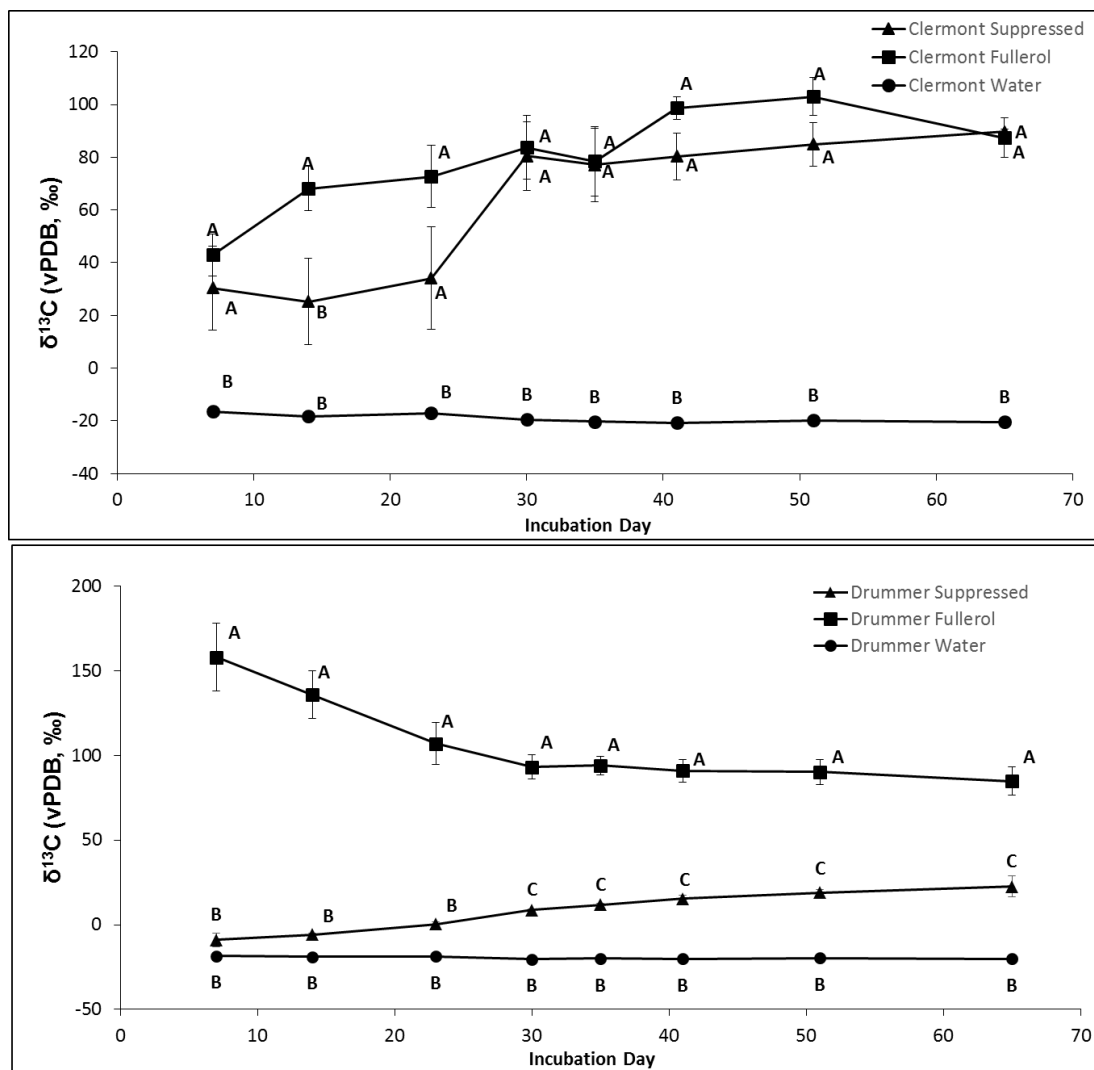 Clermont Suppressed
Clermont Fullerol
Clermont Water
120
100
80
60
40
20
0
-20
-40
δ¹³C (vPDB, ‰)
A A A A A A A
A B A A A A A A
A
B B B B B B B B
0 10 20 30 40 50 60 70
Incubation Day
Drummer Suppressed
Drummer Fullerol
Drummer Water
200
150
100
50
0
-50
δ¹³C (vPDB, ‰)
A A A A A A A A
B B B C C C C C
B B B B B B B B
0 10 20 30 40 50 60 70
Incubation Day